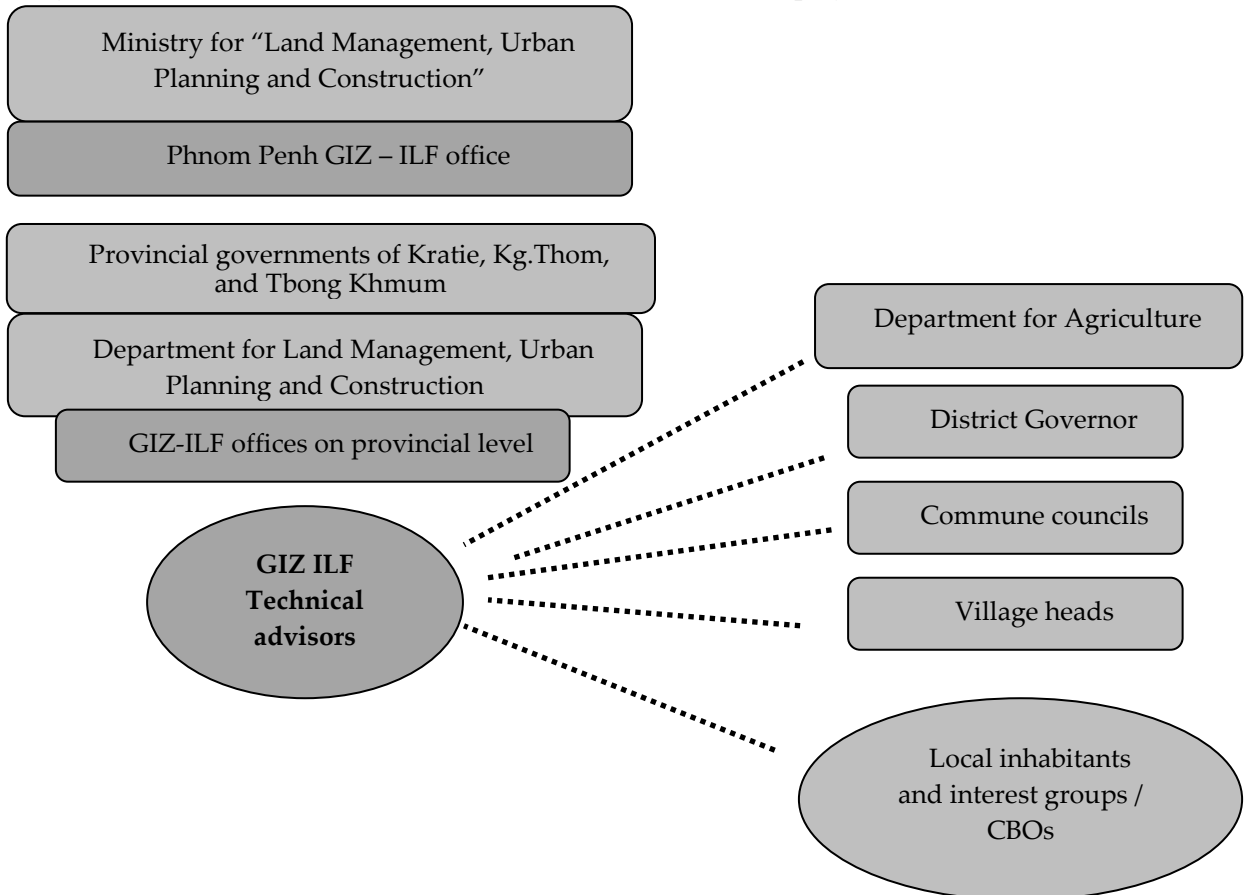 Ministry for “Land Management, Urban
Planning and Construction”
Phnom Penh GIZ – ILF office
Provincial governments of Kratie, Kg.Thom,
and Tbong Khmum
Department for Land Management, Urban
Planning and Construction
GIZ-ILF offices on provincial level
GIZ ILF
Technical
advisors
Department for Agriculture
District Governor
Commune councils
Village heads
Local inhabitants
and interest groups /
CBOs